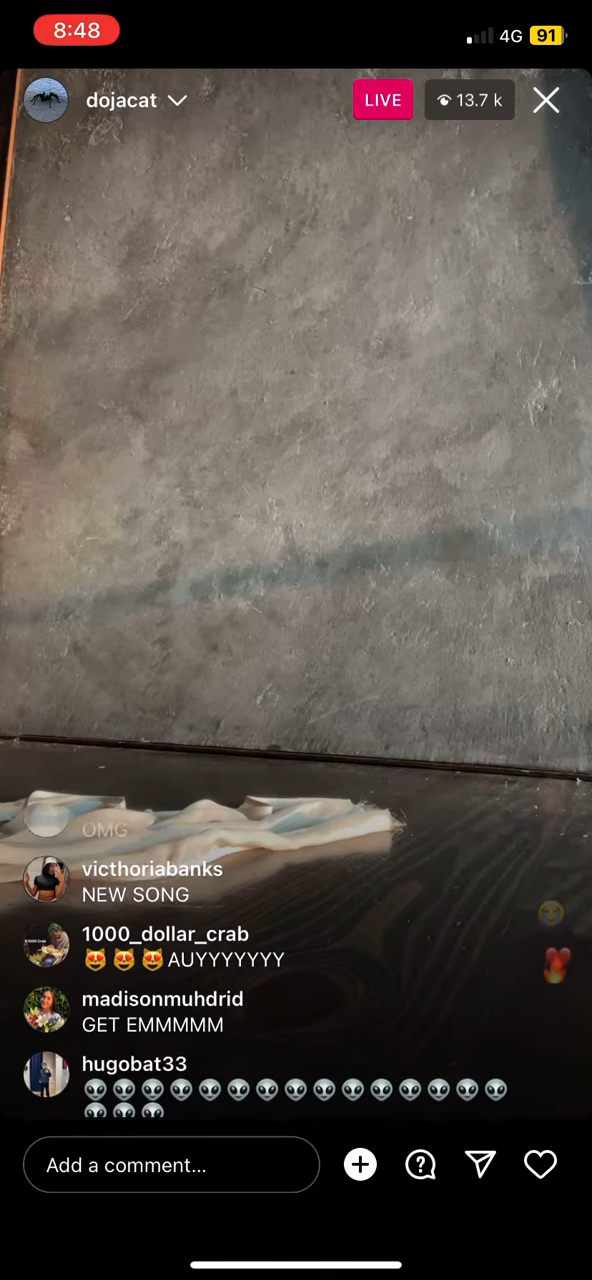 8:48
4G 91
dojacat
LIVE
13.7 k
OMG
victhoriabanks
NEW SONG
1000_dollar_crab
😻 😻 😻 AUYYYYYYY
madisonmuhdrid
GET EMMMMM
hugobat33
👽 👽 👽 👽 👽 👽 👽 👽 👽 👽 👽 👽 👽 👽 👽
👽 👽 👽
Add a comment...